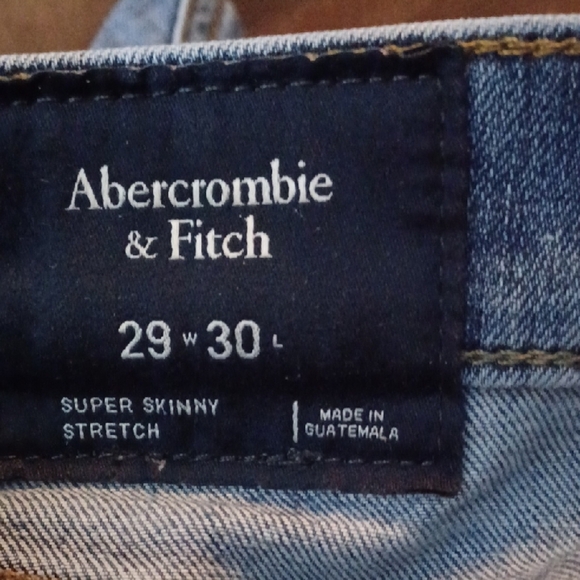 Abercrombie
& Fitch
29 W 30 L
SUPER SKINNY
STRETCH
MADE IN
GUATEMALA